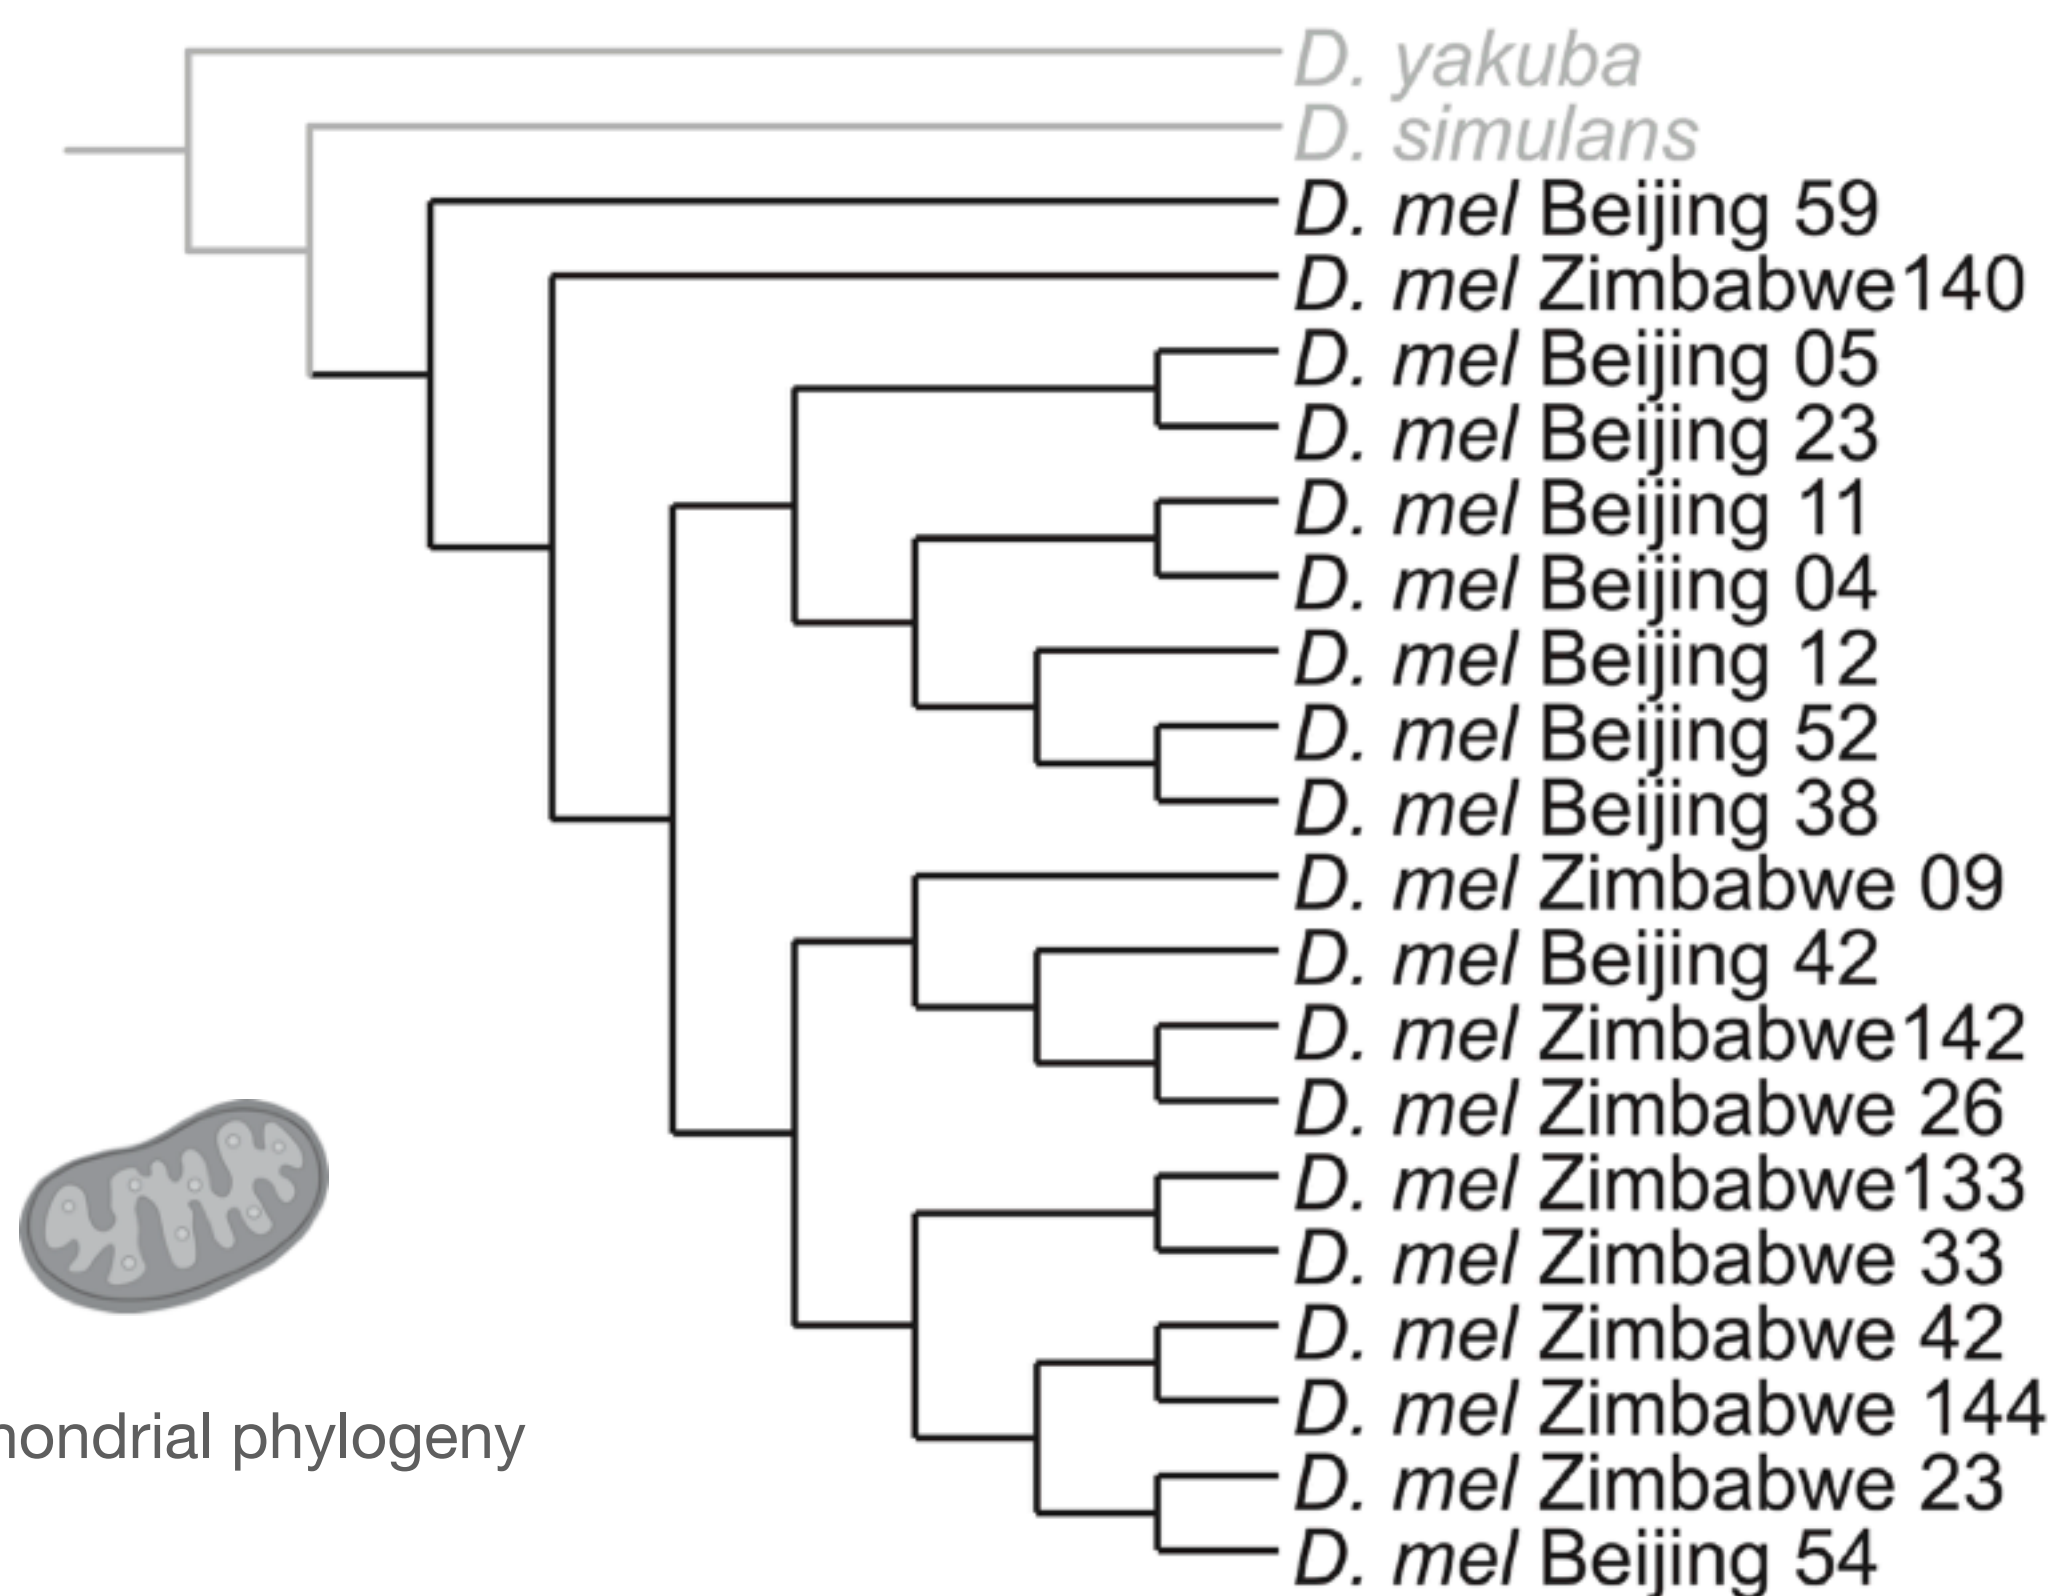 D. yakuba
D. simulans
D. mel Beijing 59
D. mel Zimbabwe140
D. mel Beijing 05
D. mel Beijing 23
D. mel Beijing 11
D. mel Beijing 04
D. mel Beijing 12
D. mel Beijing 52
D. mel Beijing 38
D. mel Zimbabwe 09
D. mel Beijing 42
D. mel Zimbabwe142
D. mel Zimbabwe 26
D. mel Zimbabwe133
D. mel Zimbabwe 33
D. mel Zimbabwe 42
D. mel Zimbabwe 144
D. mel Zimbabwe 23
D. mel Beijing 54
hondrial phylogeny